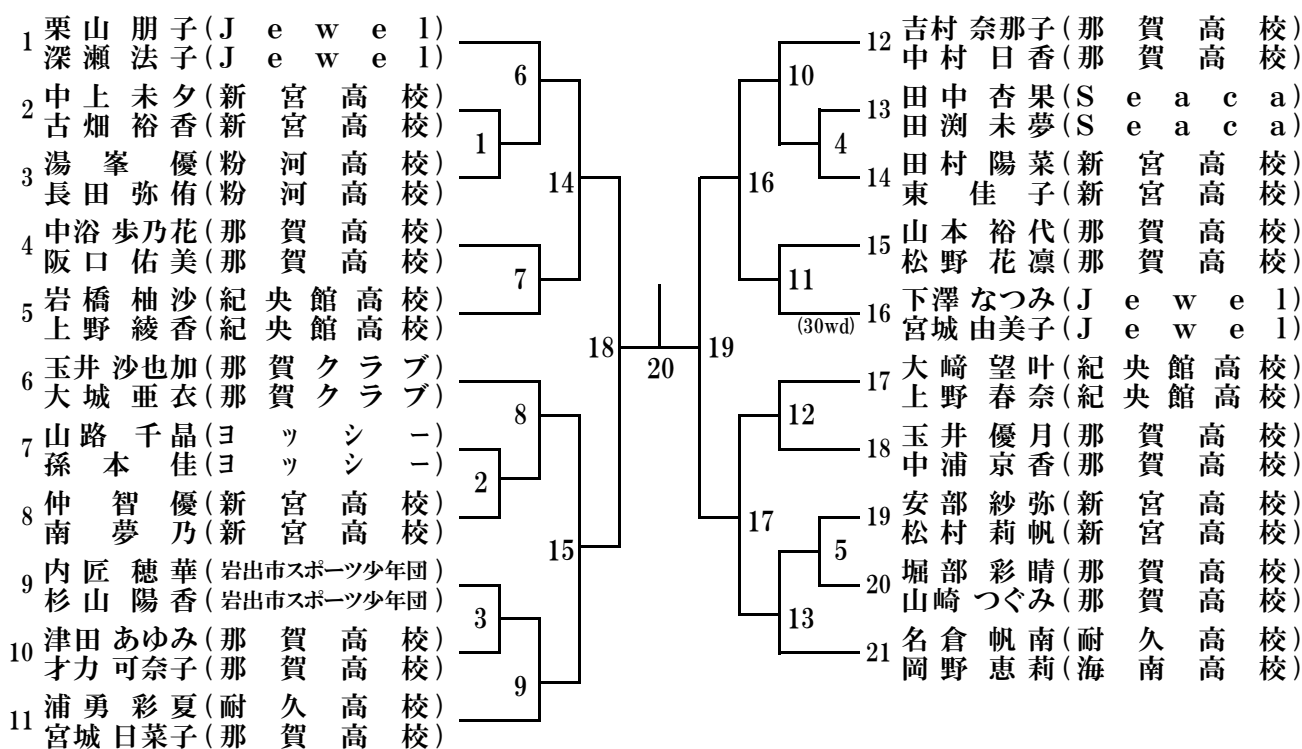 1 栗山朋子(Jewel)
深瀬法子(Jewel)
2 中上未夕(新宮高校)
古畑裕香(新宮高校)
3 湯峯優(粉河高校)
長田弥侑(粉河高校)
4 中谷歩乃花(那賀高校)
阪口佑美(那賀高校)
5 岩橋柚沙(紀央館高校)
上野綾香(紀央館高校)
6 玉井沙也加(那賀クラブ)
大城亜衣(那賀クラブ)
7 山路千晶(ヨッシー)
孫本佳(ヨッシー)
8 仲智優(新宮高校)
南夢乃(新宮高校)
9 内匠穂華(岩出市スポーツ少年団)
杉山陽香(岩出市スポーツ少年団)
10 津田あゆみ(那賀高校)
才力可奈子(那賀高校)
11 浦勇彩夏(耐久高校)
宮城日菜子(那賀高校)
6
1
14
7
18
8
2
15
3
9
20
19
10
4
16
11
(30wd)
12
17
5
13
12 吉村奈那子(那賀高校)
中村日香(那賀高校)
13 田中杏果(Seaca)
田渕未夢(Seaca)
14 田村陽菜(新宮高校)
東佳子(新宮高校)
15 山本裕代(那賀高校)
松野花凛(那賀高校)
16 下澤なつみ(Jewel)
宮城由美子(Jewel)
17 大﨑望叶(紀央館高校)
上野春奈(紀央館高校)
18 玉井優月(那賀高校)
中浦京香(那賀高校)
19 安部紗弥(新宮高校)
松村莉帆(新宮高校)
20 堀部彩晴(那賀高校)
山崎つぐみ(那賀高校)
21 名倉帆南(耐久高校)
岡野恵莉(海南高校)